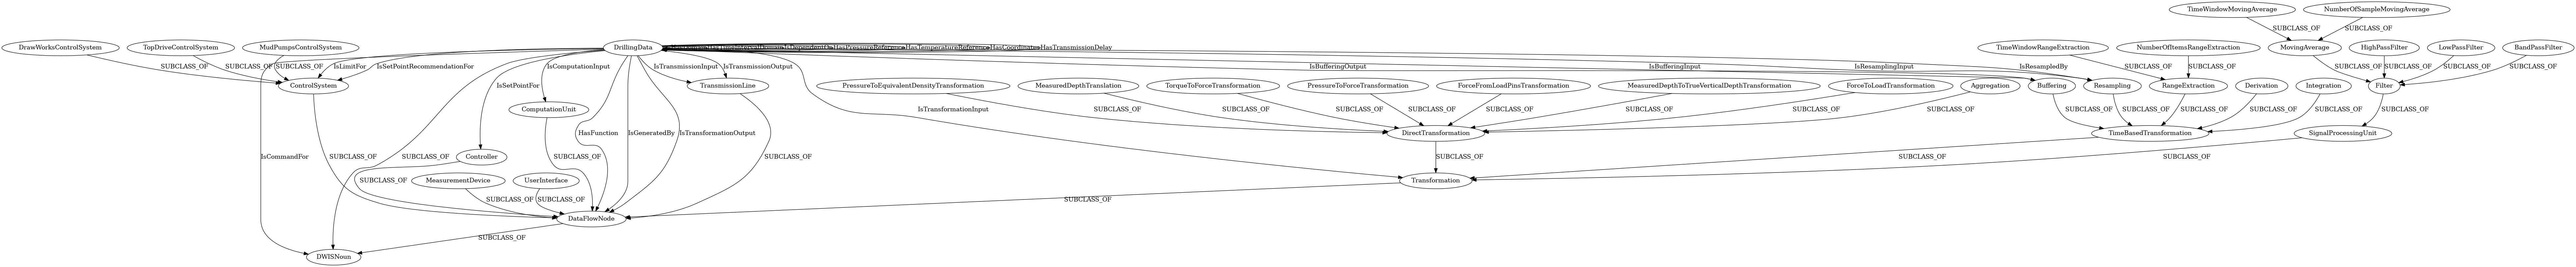 TimeWindowMovingAverage
NumberOfSampleMovingAverage
SUBCLASS_OF
SUBCLASS_OF
DrawWorksControlSystem
TopDriveControlSystem
MudPumpsControlSystem
DrillingData
HasPressureReference
HasTemperatureReference
HasCoordinate
HasTransmissionDelay
TimeWindowRangeExtraction
NumberOfItemsRangeExtraction
MovingAverage
HighPassFilter
LowPassFilter
BandPassFilter
SUBCLASS_OF
SUBCLASS_OF
SUBCLASS_OF
IsLimitFor
IsSetPointRecommendationFor
IsTransmissionInput
IsTransmissionOutput
IsBufferingOutput
IsBufferingInput
IsResamplingInput
IsResampledBy
SUBCLASS_OF
SUBCLASS_OF
SUBCLASS_OF
SUBCLASS_OF
SUBCLASS_OF
SUBCLASS_OF
ControlSystem
IsSetPointFor
IsComputationInput
TransmissionLine
PressureToEquivalentDensityTransformation
MeasuredDepthTranslation
TorqueToForceTransformation
PressureToForceTransformation
ForceFromLoadPinsTransformation
MeasuredDepthToTrueVerticalDepthTransformation
ForceToLoadTransformation
Aggregation
Buffering
Resampling
RangeExtraction
Derivation
Integration
Filter
ComputationUnit
IsTransformationInput
SUBCLASS_OF
SUBCLASS_OF
SUBCLASS_OF
SUBCLASS_OF
SUBCLASS_OF
SUBCLASS_OF
SUBCLASS_OF
SUBCLASS_OF
SUBCLASS_OF
SUBCLASS_OF
SUBCLASS_OF
SUBCLASS_OF
SUBCLASS_OF
SUBCLASS_OF
HasFunction
IsGeneratedBy
IsTransformationOutput
DirectTransformation
TimeBasedTransformation
SignalProcessingUnit
IsCommandFor
SUBCLASS_OF
SUBCLASS_OF
Controller
SUBCLASS_OF
SUBCLASS_OF
SUBCLASS_OF
SUBCLASS_OF
SUBCLASS_OF
SUBCLASS_OF
MeasurementDevice
UserInterface
Transformation
SUBCLASS_OF
SUBCLASS_OF
SUBCLASS_OF
DataFlowNode
SUBCLASS_OF
DWISNoun